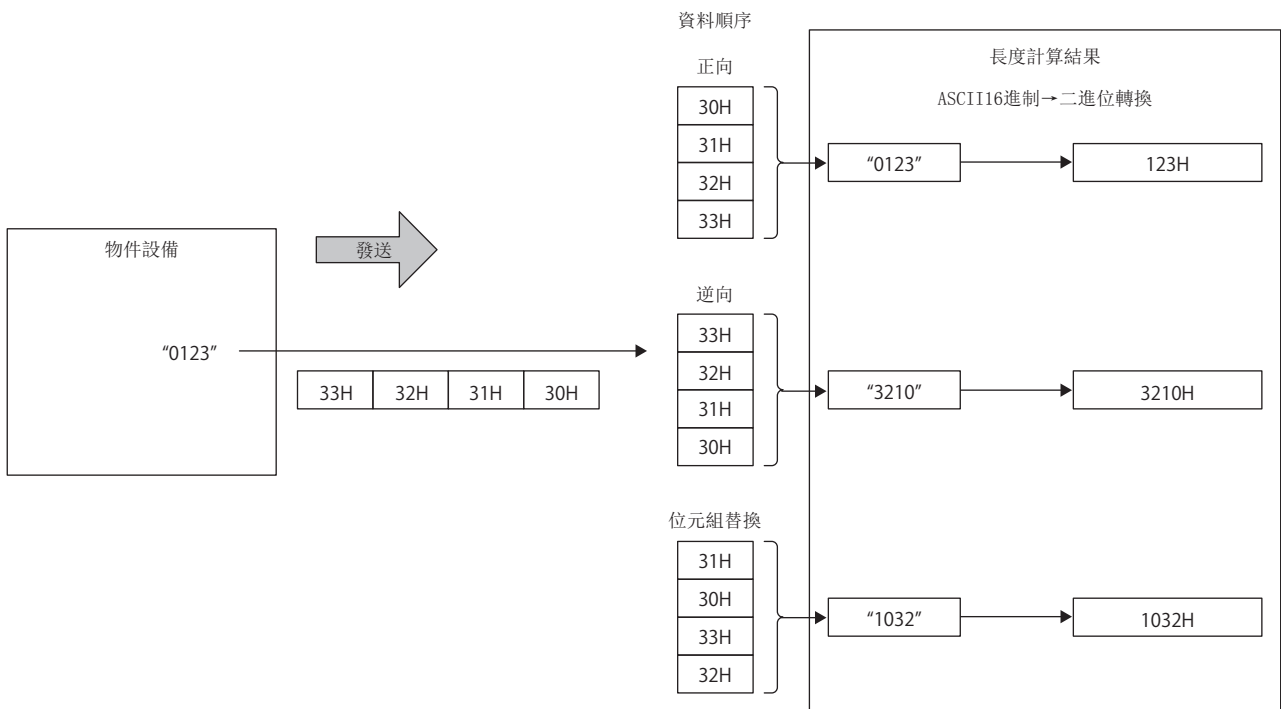 資料順序
長度計算結果
ASCII16進制→二進位轉換
正向
30H
31H
32H
33H
"0123"
123H
物件設備
發送
"0123"
33H 32H 31H 30H
逆向
33H
32H
31H
30H
"3210"
3210H
位元組替換
31H
30H
33H
32H
"1032"
1032H